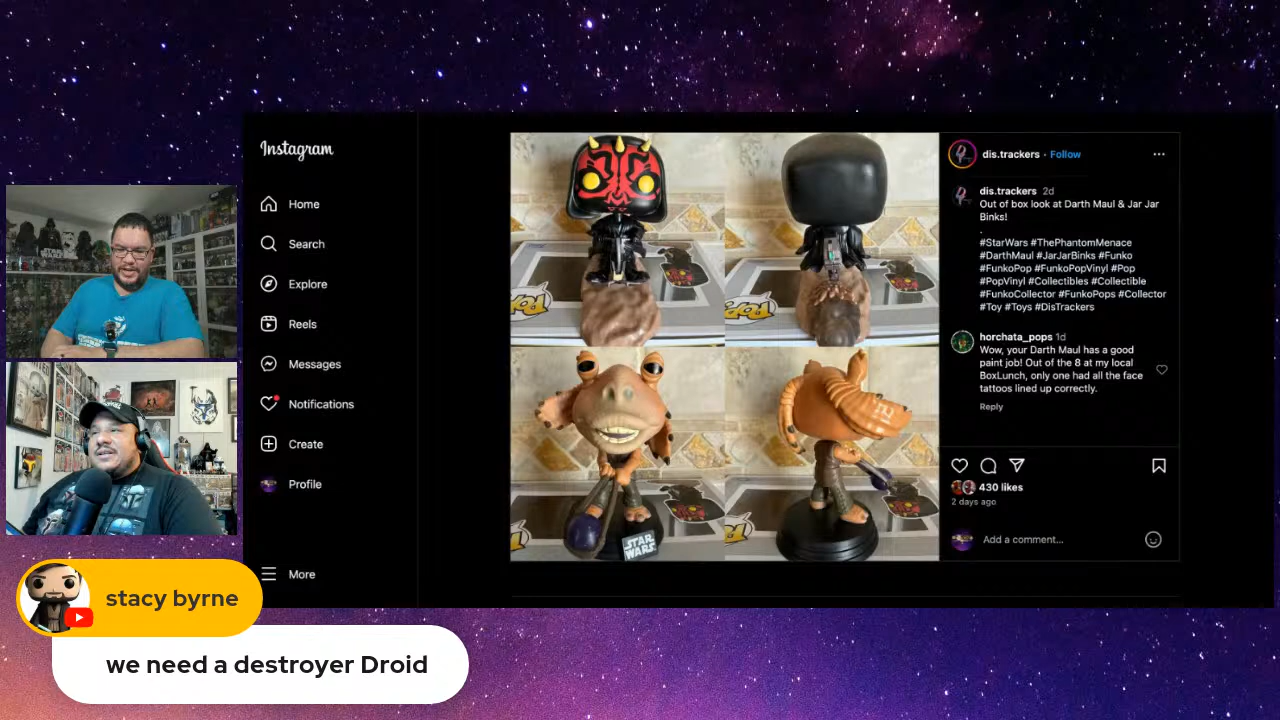 Instagram
Home
Search
Explore
Reels
Messages
Notifications
Create
Profile
More
POP!
STAR
WARS
dis.trackers • Follow
dis.trackers 2d
Out of box look at Darth Maul & Jar Jar
Binks!
.
#StarWars #ThePhantomMenace
#DarthMaul #JarJarBinks #Funko
#FunkoPop #FunkoPopVinyl #Pop
#PopVinyl #Collectibles #Collectible
#FunkoCollector #FunkoPops #Collector
#Toy #Toys #DisTrackers
horchata_pops 1d
Wow, your Darth Maul has a good
paint job! Out of the 8 at my local
BoxLunch, only one had all the face
tattoos lined up correctly.
Reply
430 likes
2 days ago
Add a comment...
stacy byrne
we need a destroyer Droid